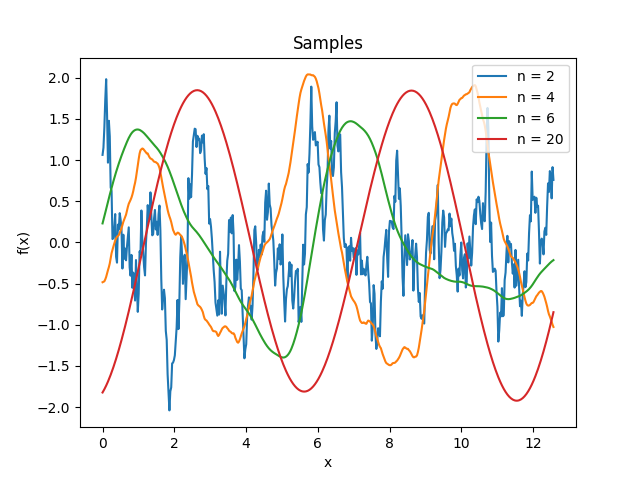 Samples
n = 2
n = 4
n = 6
n = 20
f(x)
2.0
1.5
1.0
0.5
0.0
−0.5
−1.0
−1.5
−2.0
0 2 4 6 8 10 12
x